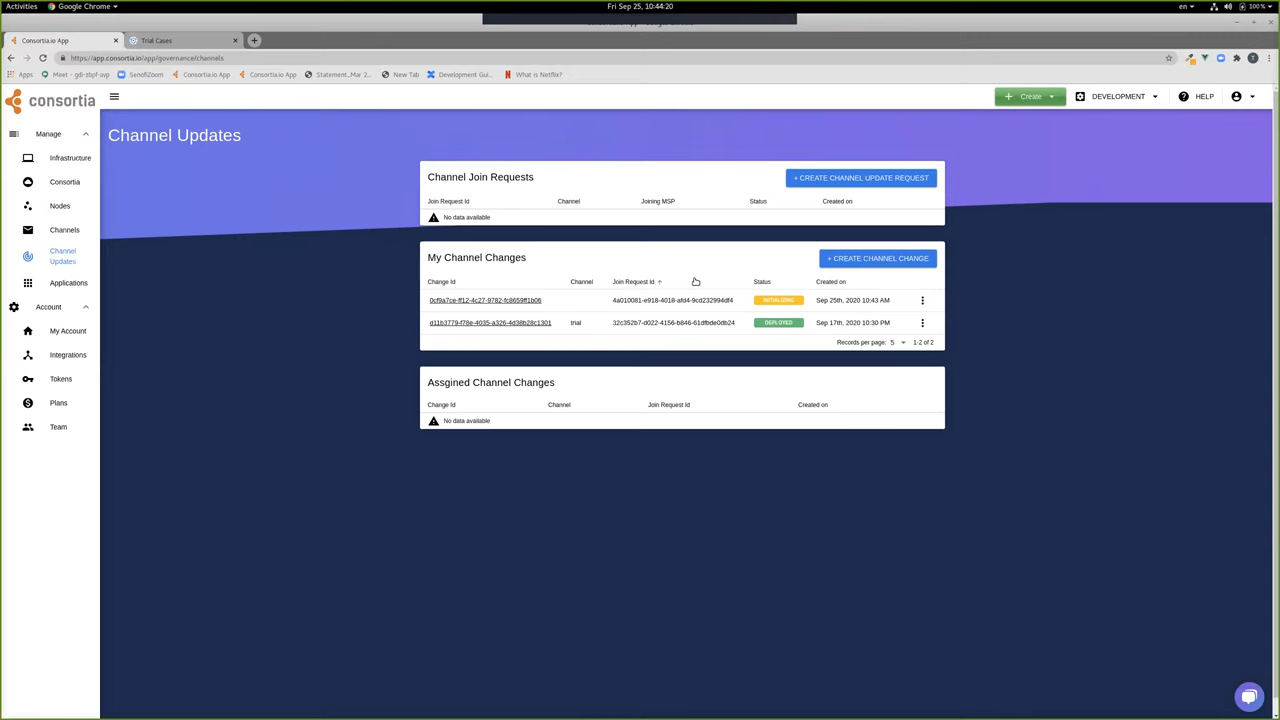 Activities Google Chrome Fri Sep 25, 10:44:20 en 100%
Consortia.io App Trial Cases
https://app.consortia.io/app/governance/channels
Apps Meet - gdi-zbpf-avp SenofiZoom Consortia.io App Consortia.io App Statement_Mar 2... New Tab Development Gui... What is Netflix?
consortia Create DEVELOPMENT HELP
Manage
Infrastructure
Consortia
Nodes
Channels
Channel
Updates
Applications
Account
My Account
Integrations
Tokens
Plans
Team
Channel Updates
Channel Join Requests + CREATE CHANNEL UPDATE REQUEST
Join Request Id Channel Joining MSP Status Created on
No data available
My Channel Changes + CREATE CHANNEL CHANGE
Change Id Channel Join Request Id ↑ Status Created on
0cf9a7ce-ff12-4c27-9782-fc8659ff1b06 4a010081-e918-4018-afd4-9cd232994df4 INITIALIZING Sep 25th, 2020 10:43 AM
d11b3779-f78e-4035-a326-4d38b28c1301 trial 32c352b7-d022-4156-b846-61dfbde0db24 DEPLOYED Sep 17th, 2020 10:30 PM
Records per page: 5 1-2 of 2
Assgined Channel Changes
Change Id Channel Join Request Id Created on
No data available